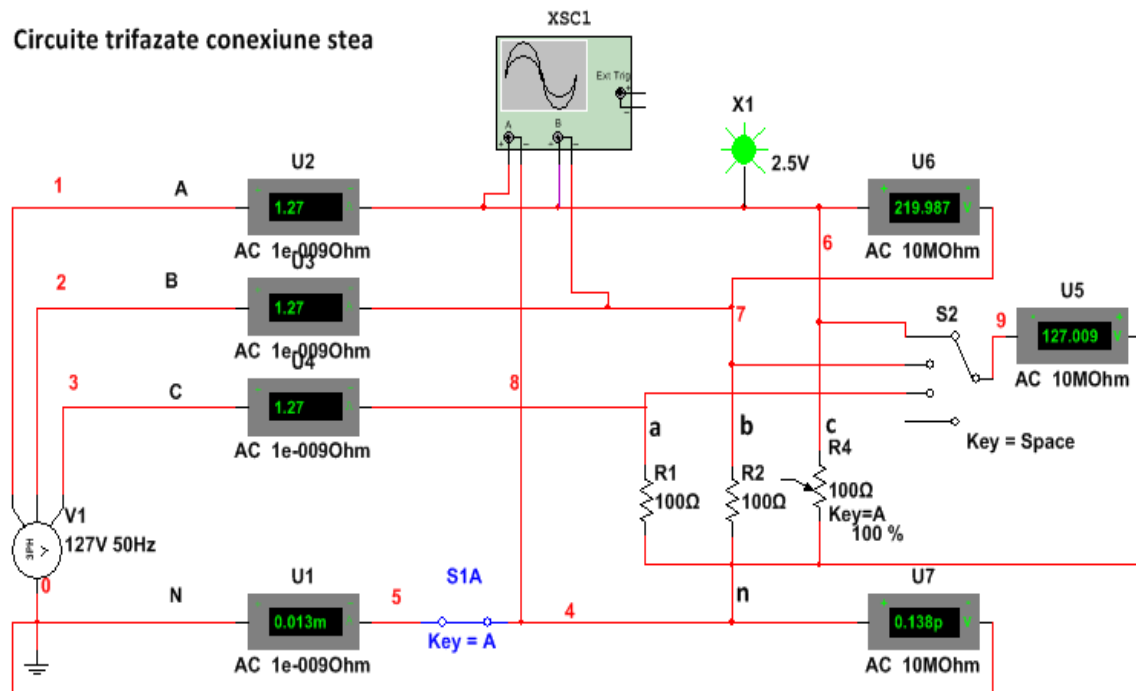 XSC1
Circuite trifazate conexiune stea
Ext Trig
+
−
A
B
+ − + −
X1
2.5V
U2
1 A
1.27
AC 1e-009Ohm
U6
+ −
219.987 V
AC 10MOhm
6
U3
2 B
1.27
AC 1e-009Ohm
7
S2
9
U5
− +
127.009 V
AC 10MOhm
U4
3 C
1.27
AC 1e-009Ohm
8
Key = Space
a b c
R4
R1
100Ω
R2
100Ω
100Ω
Key=A
100 %
V1
3PH
Y
127V 50Hz
0
N
U1
0.013m
AC 1e-009Ohm
5
S1A
Key = A
4
n
U7
+ −
0.138p V
AC 10MOhm